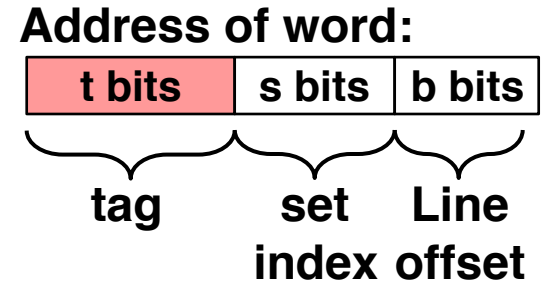 Address of word:
t bits s bits b bits
tag set Line
index offset